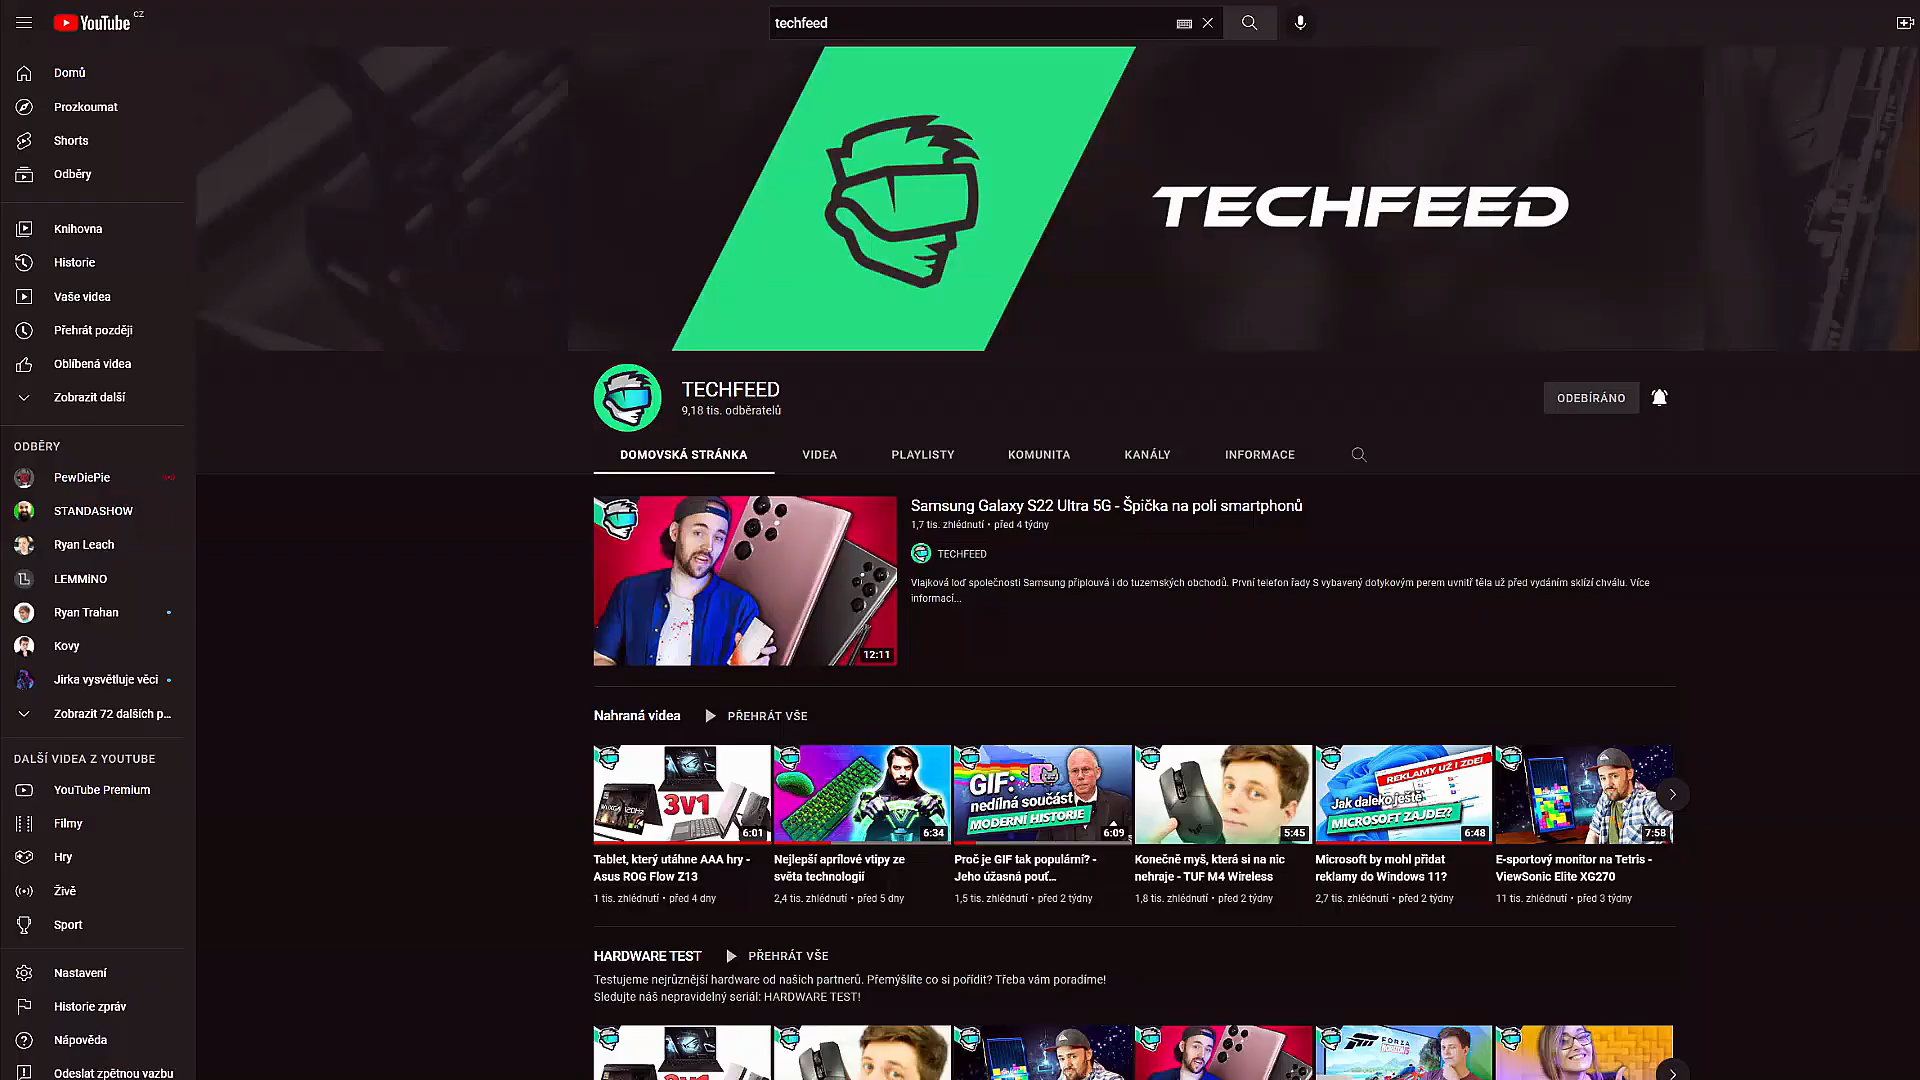 YouTube CZ
techfeed
Domů
Prozkoumat
Shorts
Odběry
Knihovna
Historie
Vaše videa
Přehrát později
Oblíbená videa
Zobrazit další
ODBĚRY
PewDiePie
STANDASHOW
Ryan Leach
LEMMiNO
Ryan Trahan
Kovy
Jirka vysvětluje věci
Zobrazit 72 dalších p...
DALŠÍ VIDEA Z YOUTUBE
YouTube Premium
Filmy
Hry
Živě
Sport
Nastavení
Historie zpráv
Nápověda
Odeslat zpětnou vazbu
TECHFEED
TECHFEED
9,18 tis. odběratelů
ODEBÍRÁNO
DOMOVSKÁ STRÁNKA VIDEA PLAYLISTY KOMUNITA KANÁLY INFORMACE
12:11
Samsung Galaxy S22 Ultra 5G - Špička na poli smartphonů
1,7 tis. zhlédnutí • před 4 týdny
TECHFEED
Vlajková loď společnosti Samsung připlouvá i do tuzemských obchodů. První telefon řady S vybavený dotykovým perem uvnitř těla už před vydáním sklízí chválu. Více
informací...
Nahraná videa PŘEHRÁT VŠE
3V1
6:01
Tablet, který utáhne AAA hry -
Asus ROG Flow Z13
1 tis. zhlédnutí • před 4 dny
6:34
Nejlepší aprílové vtipy ze
světa technologií
2,4 tis. zhlédnutí • před 5 dny
GIF:
nedílná součást
MODERNÍ HISTORIE
6:09
Proč je GIF tak populární? -
Jeho úžasná pouť...
1,5 tis. zhlédnutí • před 2 týdny
5:45
Konečně myš, která si na nic
nehraje - TUF M4 Wireless
1,8 tis. zhlédnutí • před 2 týdny
REKLAMY UŽ I ZDE!
Jak daleko ještě
MICROSOFT ZAJDE??
6:48
Microsoft by mohl přidat
reklamy do Windows 11?
2,7 tis. zhlédnutí • před 2 týdny
7:58
E-sportový monitor na Tetris -
ViewSonic Elite XG270
11 tis. zhlédnutí • před 3 týdny
HARDWARE TEST PŘEHRÁT VŠE
Testujeme nejrůznější hardware od našich partnerů. Přemýšlíte co si pořídit? Třeba vám poradíme!
Sledujte náš nepravidelný seriál: HARDWARE TEST!
3V1
FORZA